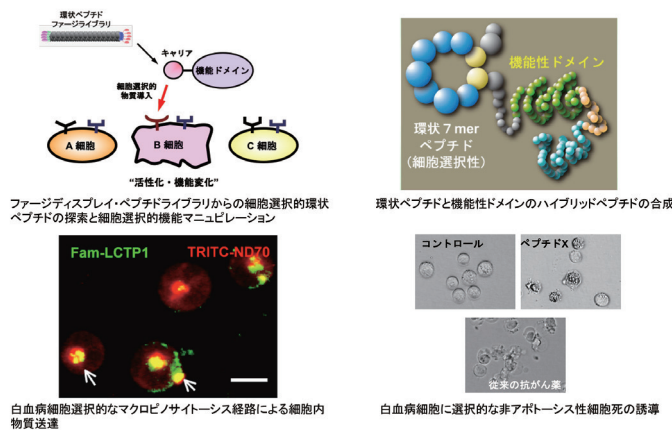 環状ペプチド
ファージライブラリ
キャリア
機能ドメイン
細胞選択的
物質導入
A 細胞
B 細胞
C 細胞
“活性化・機能変化”
ファージディスプレイ・ペプチドライブラリからの細胞選択的環状
ペプチドの探索と細胞選択的機能マニュピレーション
機能性ドメイン
環状７mer
ペプチド
(細胞選択性)
環状ペプチドと機能性ドメインのハイブリッドペプチドの合成
Fam-LCTP1
TRITC-ND70
白血病細胞選択的なマクロピノサイトーシス経路による細胞内
物質送達
コントロール
ペプチドX
従来の抗がん薬
白血病細胞に選択的な非アポトーシス性細胞死の誘導